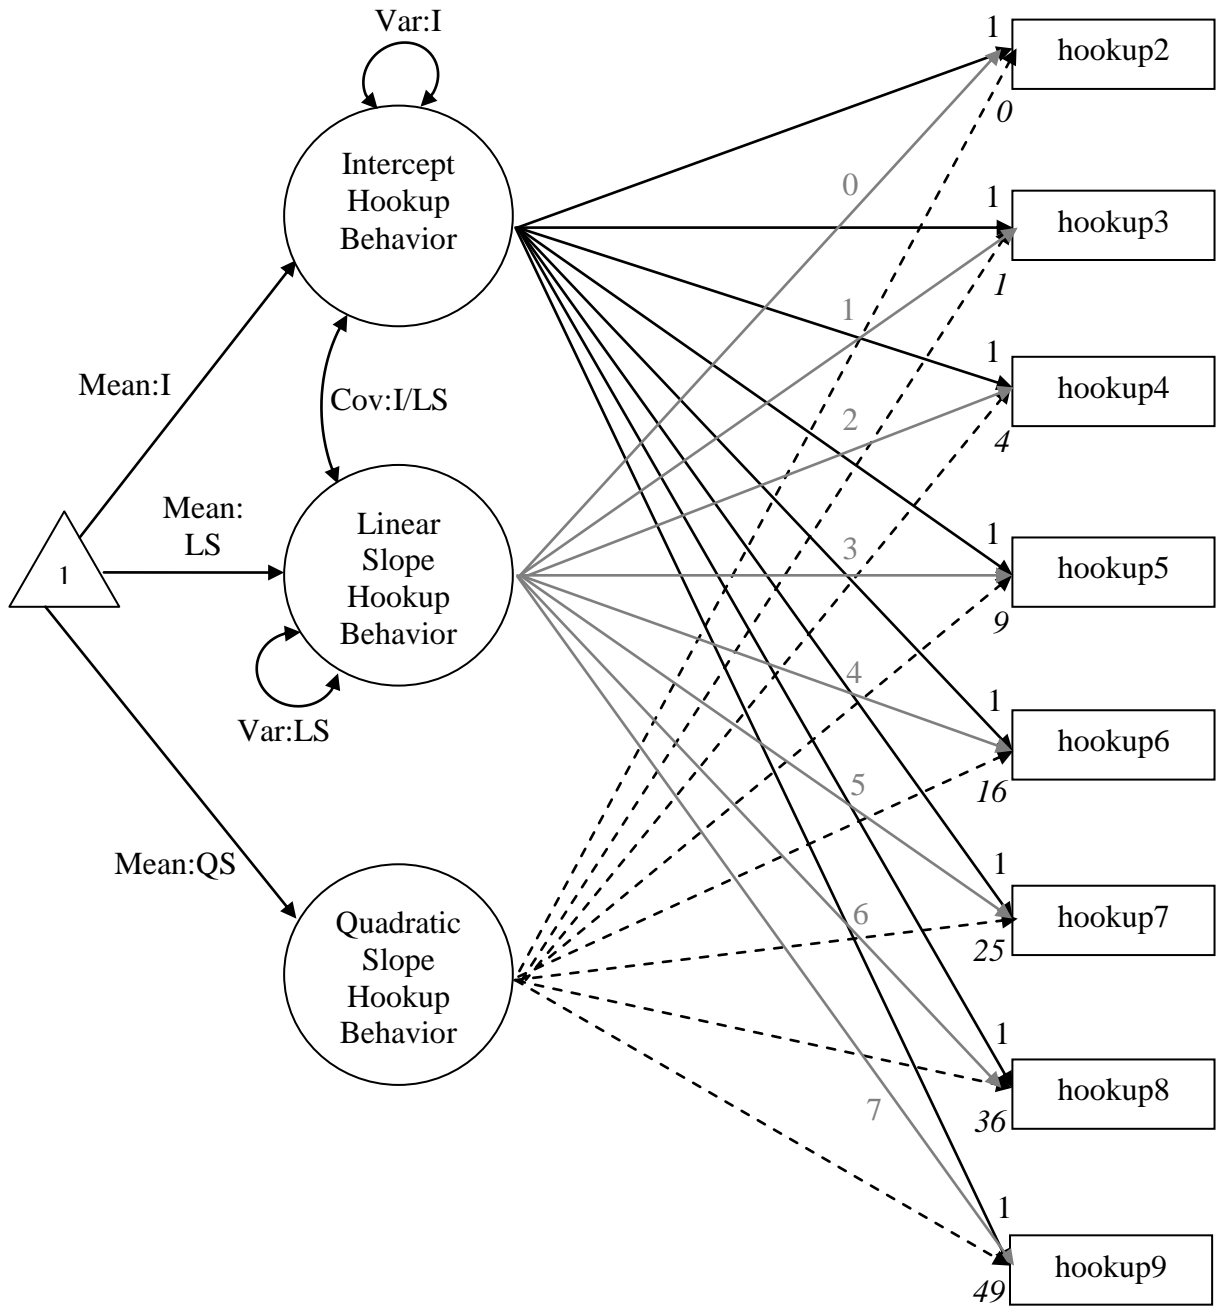 Var:I
1
hookup2
0
Intercept
Hookup
Behavior
0
1
hookup3
1
Mean:I
Cov:I/LS
1
1
hookup4
4
2
Mean:
LS
1
Linear
Slope
Hookup
Behavior
3
1
hookup5
9
Var:LS
4
1
hookup6
16
5
Mean:QS
1
hookup7
25
Quadratic
Slope
Hookup
Behavior
6
1
hookup8
36
7
1
hookup9
49